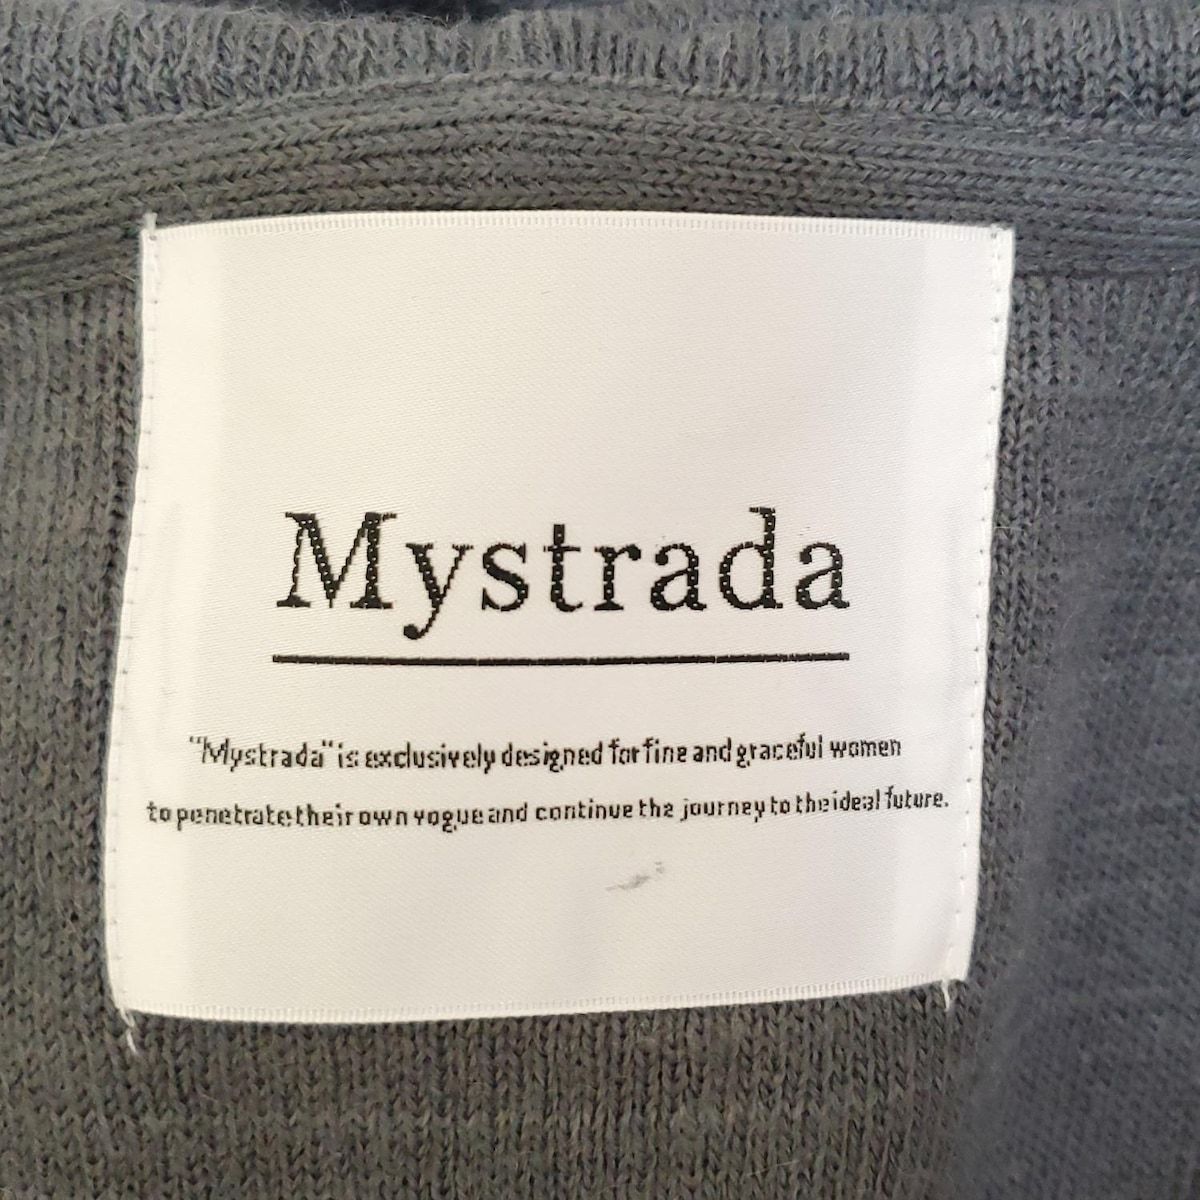 Mystrada
"Mystrada" is exclusively designed for fine and graceful women
to penetrate their own vogue and continue the journey to the ideal future.